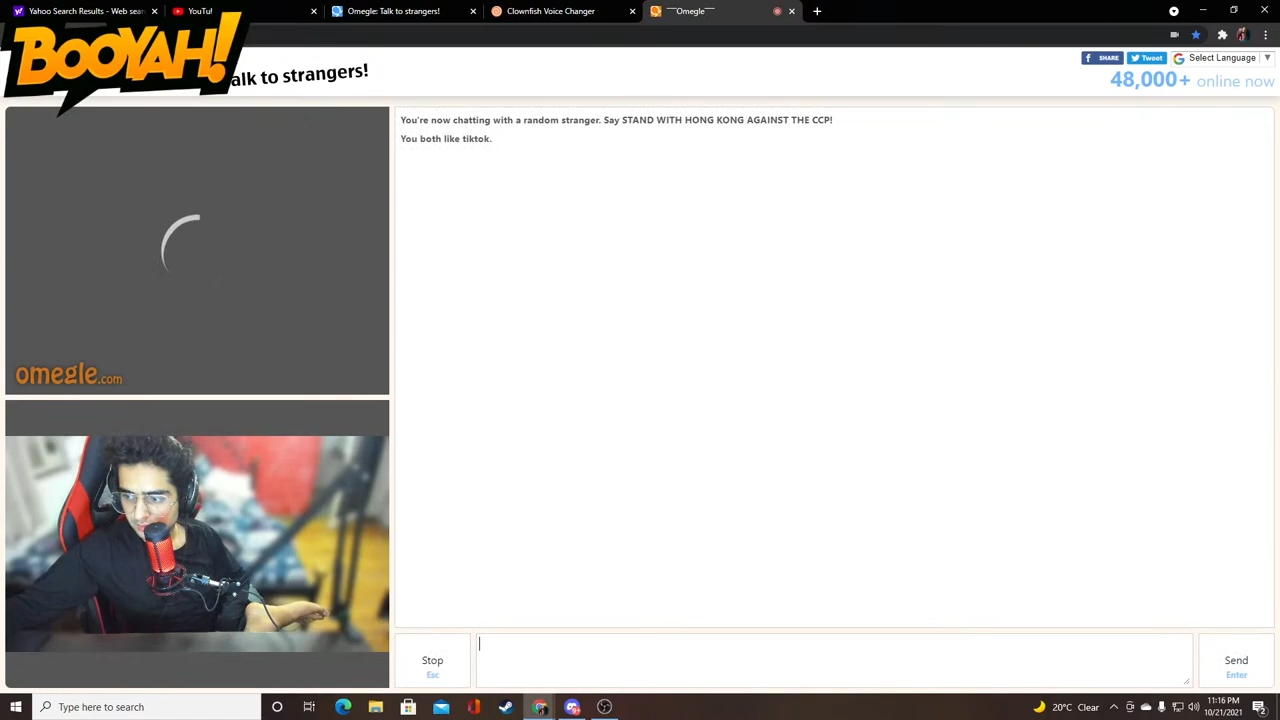 Yahoo Search Results - Web sear
YouTu!
Omegle: Talk to strangers!
Clownfish Voice Changer
~~Omegle~~
BOOYAH!
alk to strangers!
SHARE
Tweet
Select Language
48,000+ online now
You're now chatting with a random stranger. Say STAND WITH HONG KONG AGAINST THE CCP!
You both like tiktok.
omegle.com
Stop
Esc
Send
Enter
Type here to search
20°C Clear
11:16 PM
10/21/2021
2